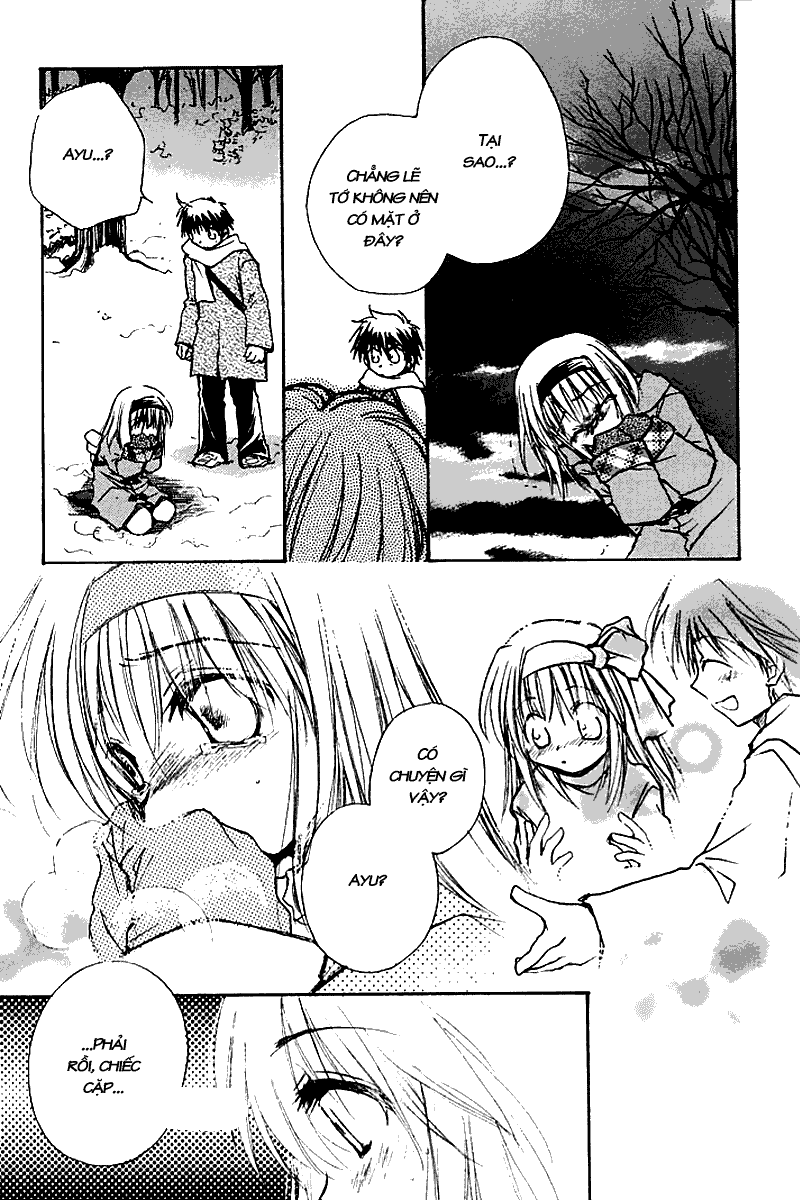 TẠI
SAO...?
CHẲNG LẼ
TỚ KHÔNG NÊN
CÓ MẶT Ở
ĐÂY?
AYU...?
CÓ
CHUYỆN GÌ
VẬY?
AYU?
...PHẢI
RỒI, CHIẾC
CẶP...